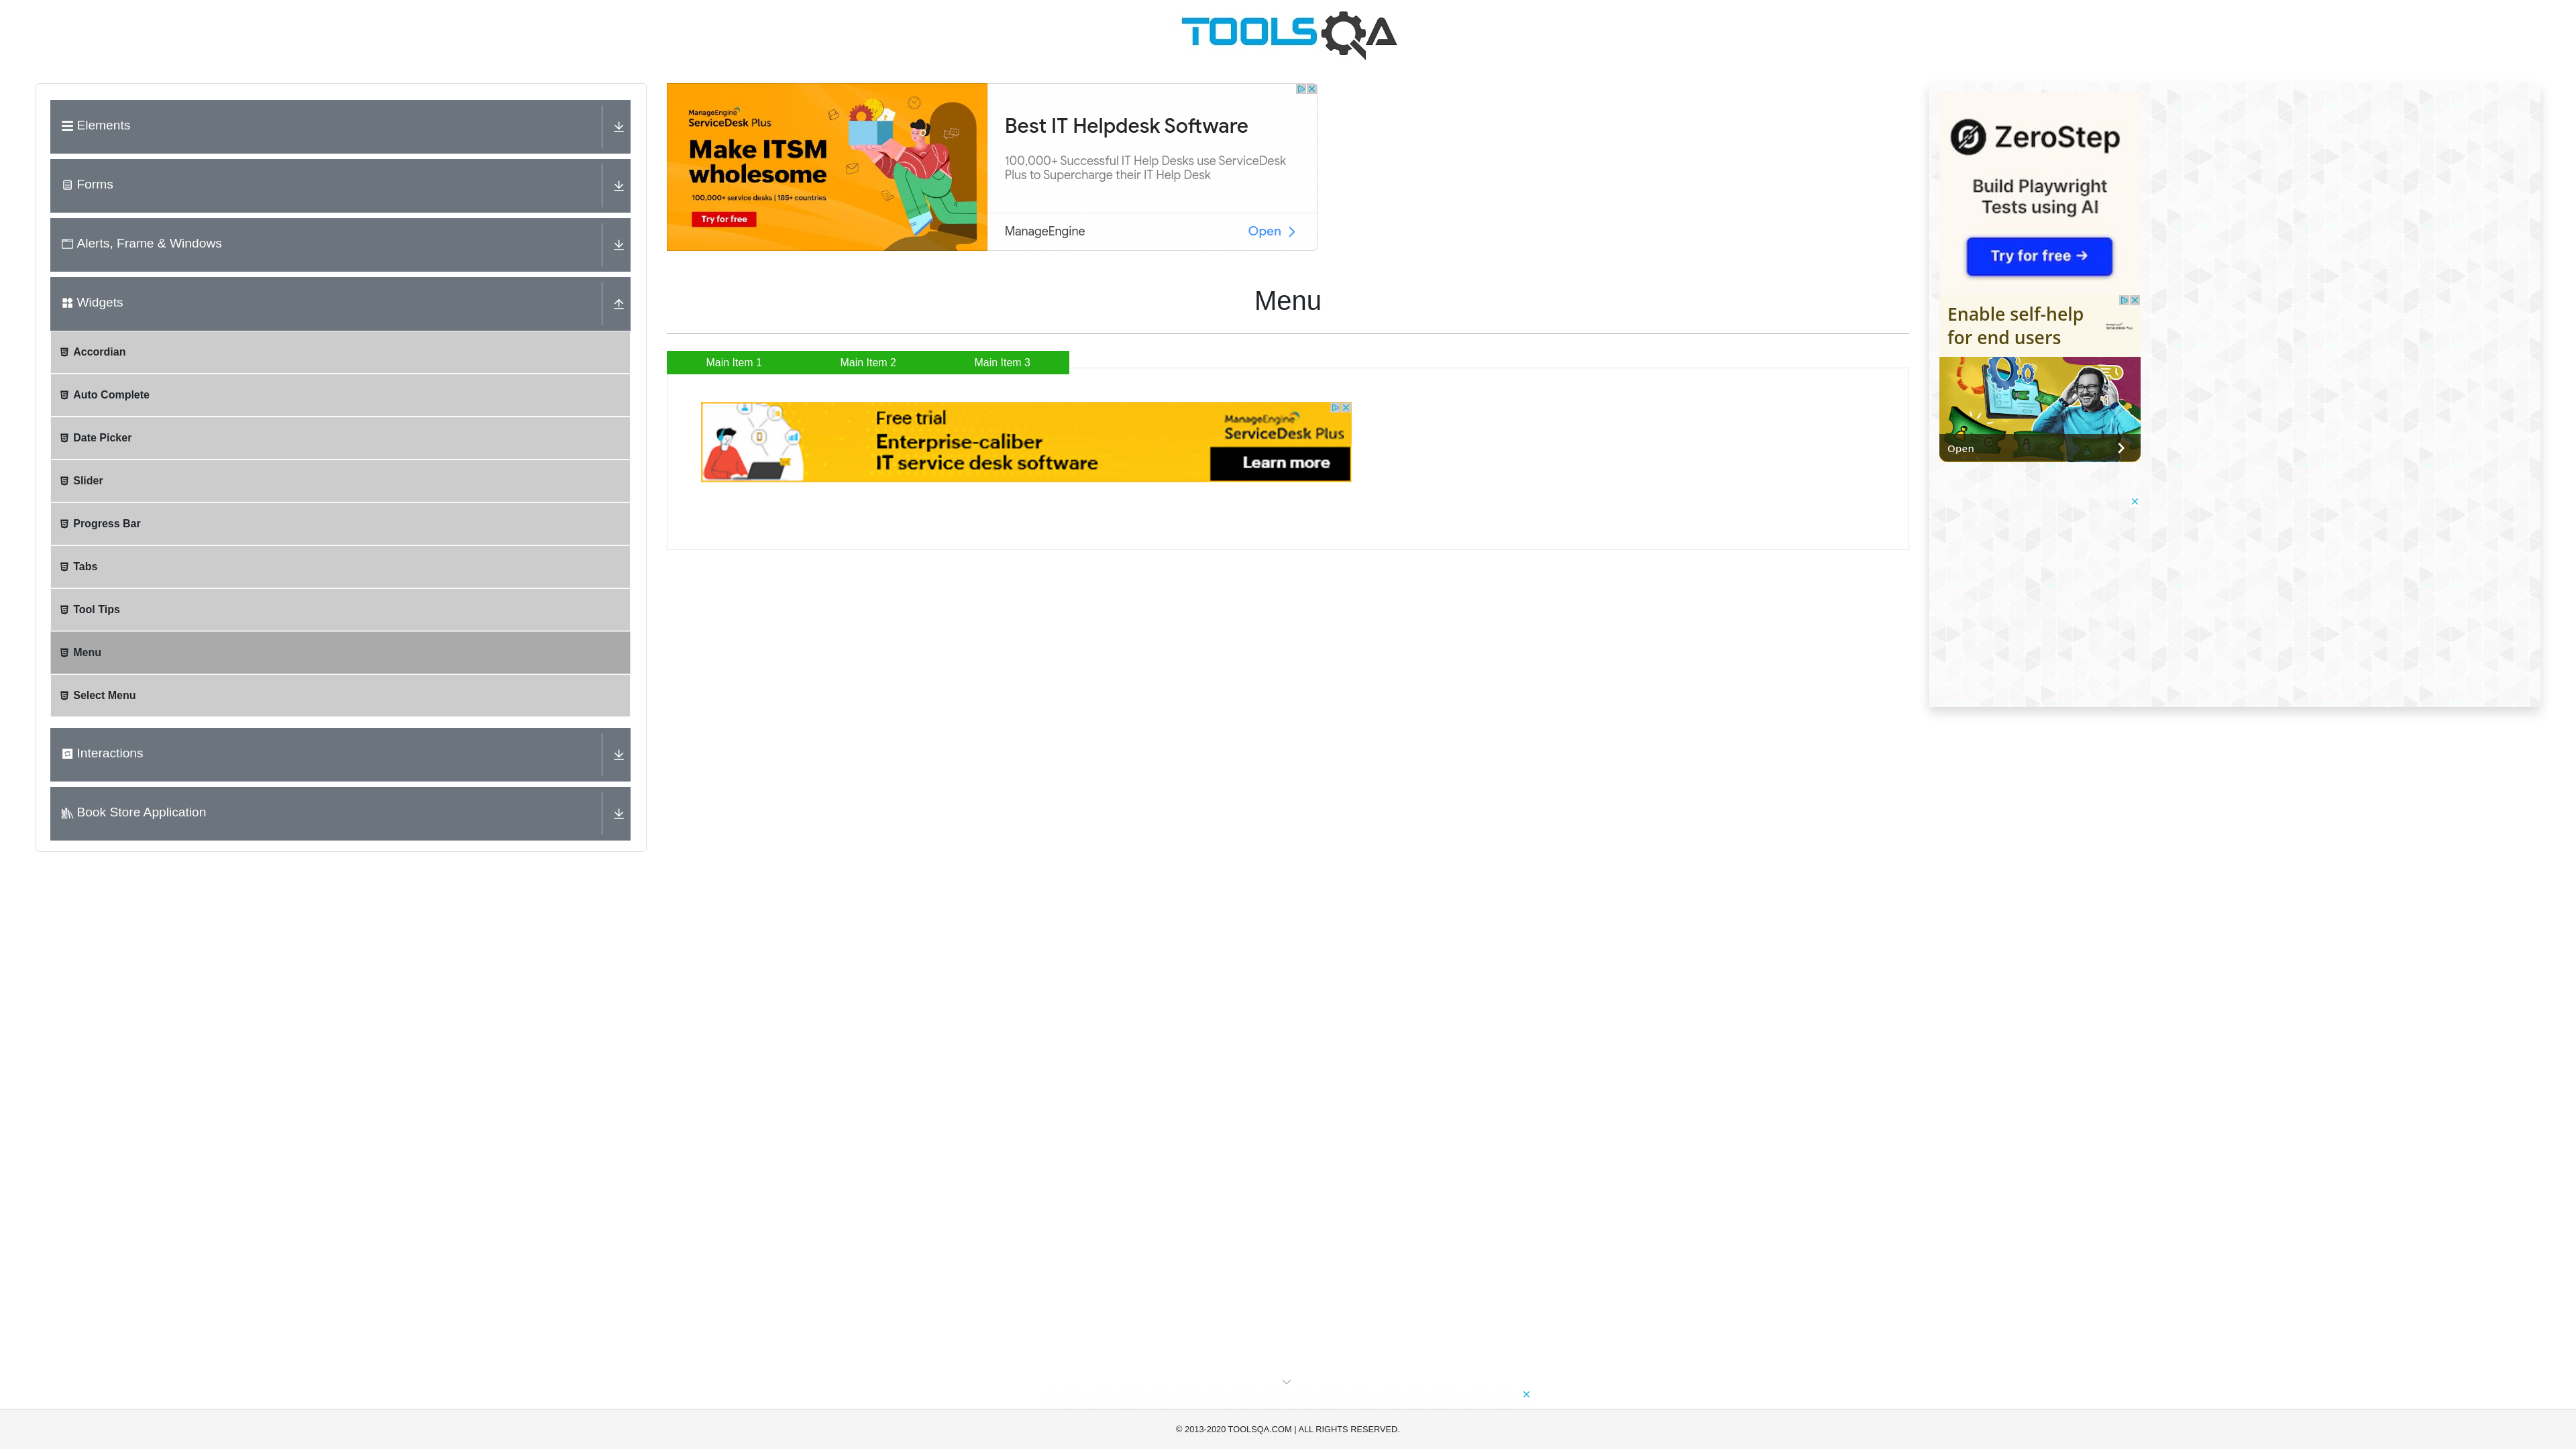 TOOLSQA
Elements
Forms
Alerts, Frame & Windows
Widgets
Accordian
Auto Complete
Date Picker
Slider
Progress Bar
Tabs
Tool Tips
Menu
Select Menu
Interactions
Book Store Application
ManageEngine
ServiceDesk Plus
Make ITSM
wholesome
100,000+ service desks | 185+ countries
Try for free
Best IT Helpdesk Software
100,000+ Successful IT Help Desks use ServiceDesk
Plus to Supercharge their IT Help Desk
ManageEngine
Open
Menu
Main Item 1 Main Item 2 Main Item 3
Free trial
Enterprise-caliber
IT service desk software
ManageEngine
ServiceDesk Plus
Learn more
ZeroStep
Build Playwright
Tests using AI
Try for free →
Enable self-help
for end users
ServiceDesk Plus
Open
© 2013-2020 TOOLSQA.COM | ALL RIGHTS RESERVED.